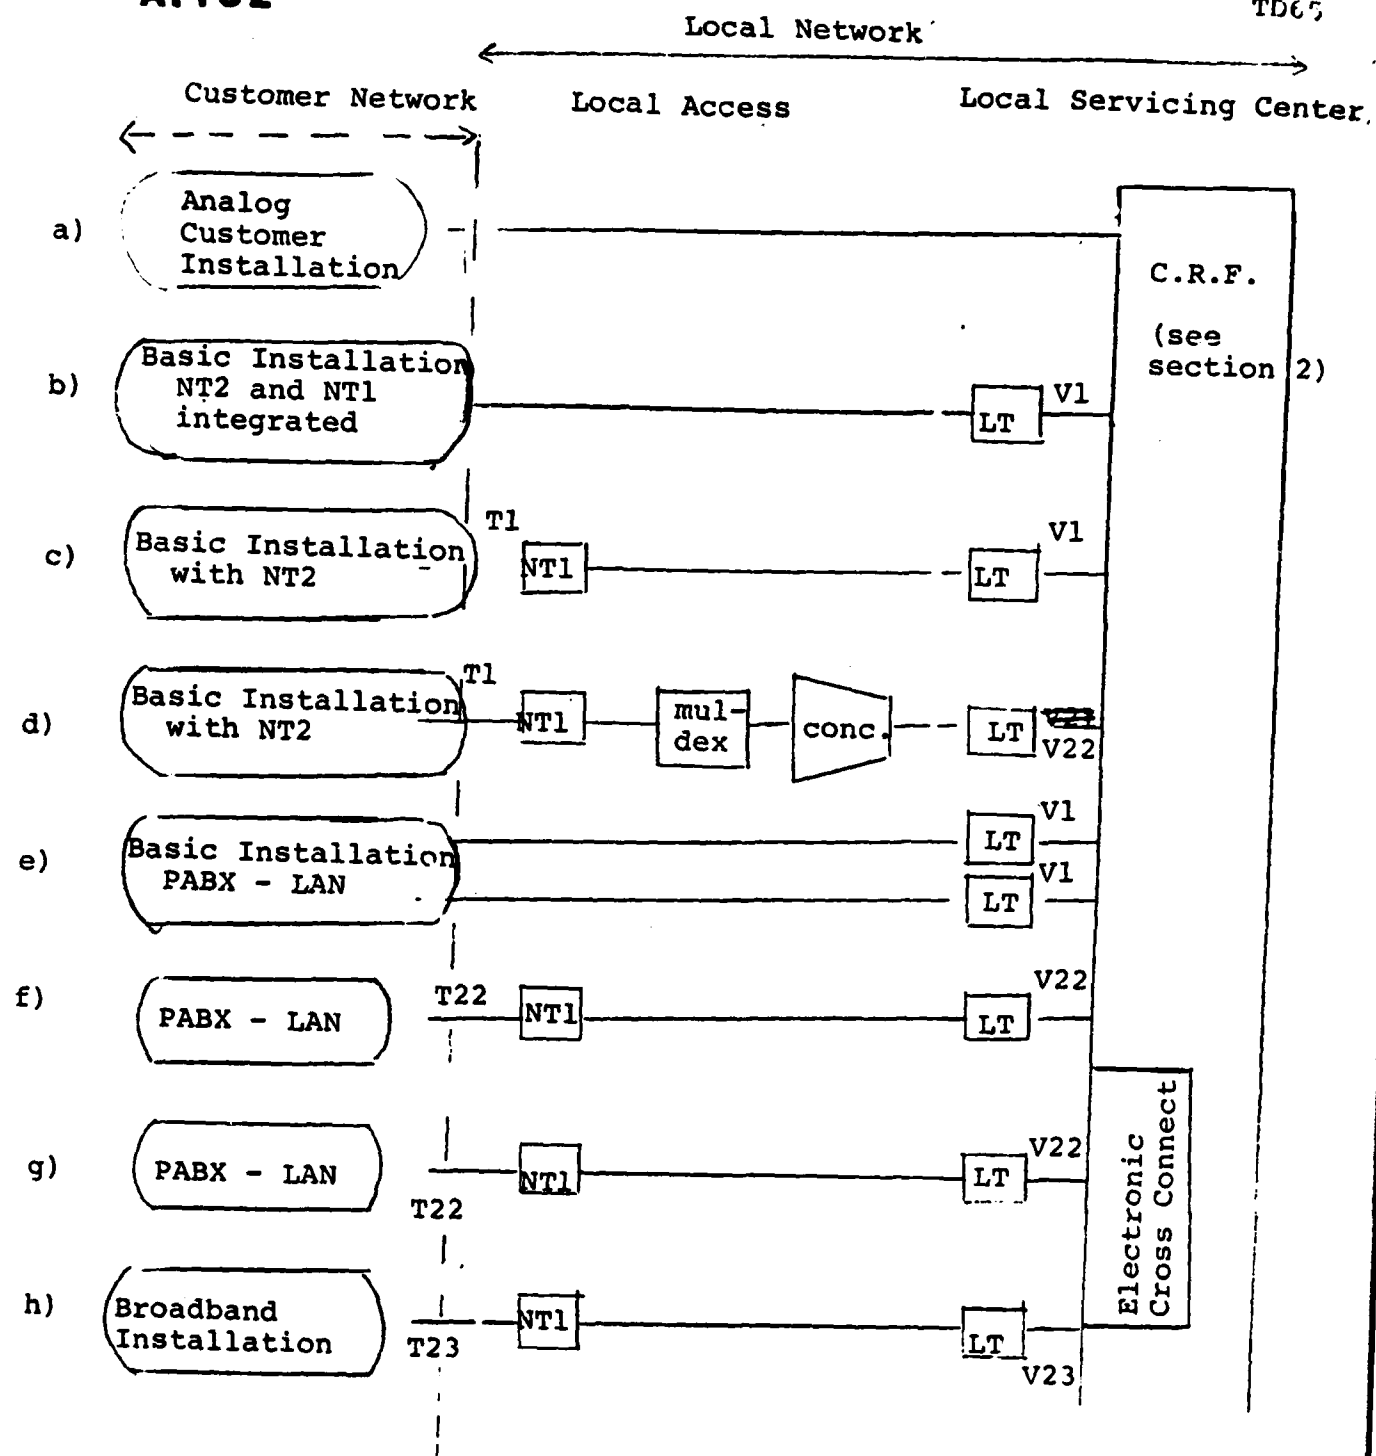 TD65
Local Network
Customer Network
Local Access
Local Servicing Center
a)
Analog
Customer
Installation
C.R.F.
(see
section 2)
b)
Basic Installation
NT2 and NT1
integrated
LT
V1
c)
Basic Installation
with NT2
T1
NT1
LT
V1
d)
Basic Installation
with NT2
T1
NT1
mul-
dex
conc.
LT
V22
e)
Basic Installation
PABX - LAN
LT
V1
LT
V1
f)
PABX - LAN
T22
NT1
LT
V22
g)
PABX - LAN
T22
NT1
LT
V22
Electronic
Cross Connect
h)
Broadband
Installation
T23
NT1
LT
V23